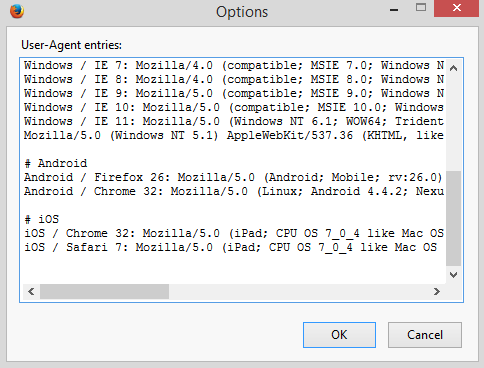 Options
User-Agent entries:
Windows / IE 7: Mozilla/4.0 (compatible; MSIE 7.0; Windows N
Windows / IE 8: Mozilla/4.0 (compatible; MSIE 8.0; Windows N
Windows / IE 9: Mozilla/5.0 (compatible; MSIE 9.0; Windows N
Windows / IE 10: Mozilla/5.0 (compatible; MSIE 10.0; Windows
Windows / IE 11: Mozilla/5.0 (Windows NT 6.1; WOW64; Trident
Mozilla/5.0 (Windows NT 5.1) AppleWebKit/537.36 (KHTML, like
# Android
Android / Firefox 26: Mozilla/5.0 (Android; Mobile; rv:26.0)
Android / Chrome 32: Mozilla/5.0 (Linux; Android 4.4.2; Nexu
# iOS
iOS / Chrome 32: Mozilla/5.0 (iPad; CPU OS 7_0_4 like Mac OS
iOS / Safari 7: Mozilla/5.0 (iPad; CPU OS 7_0_4 like Mac OS
OK Cancel